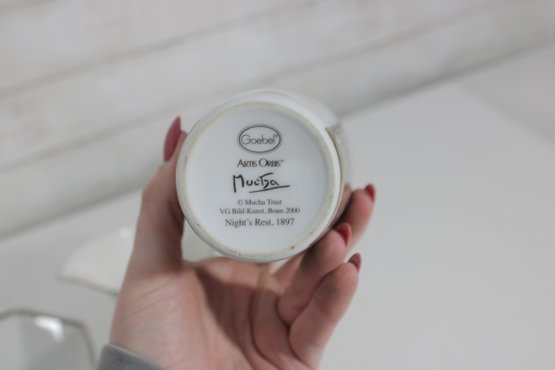 Goebel®
ARTIS ORBIS®
Mucha
© Mucha Trust
VG Bild-Kunst, Bonn 2000
Night's Rest, 1897